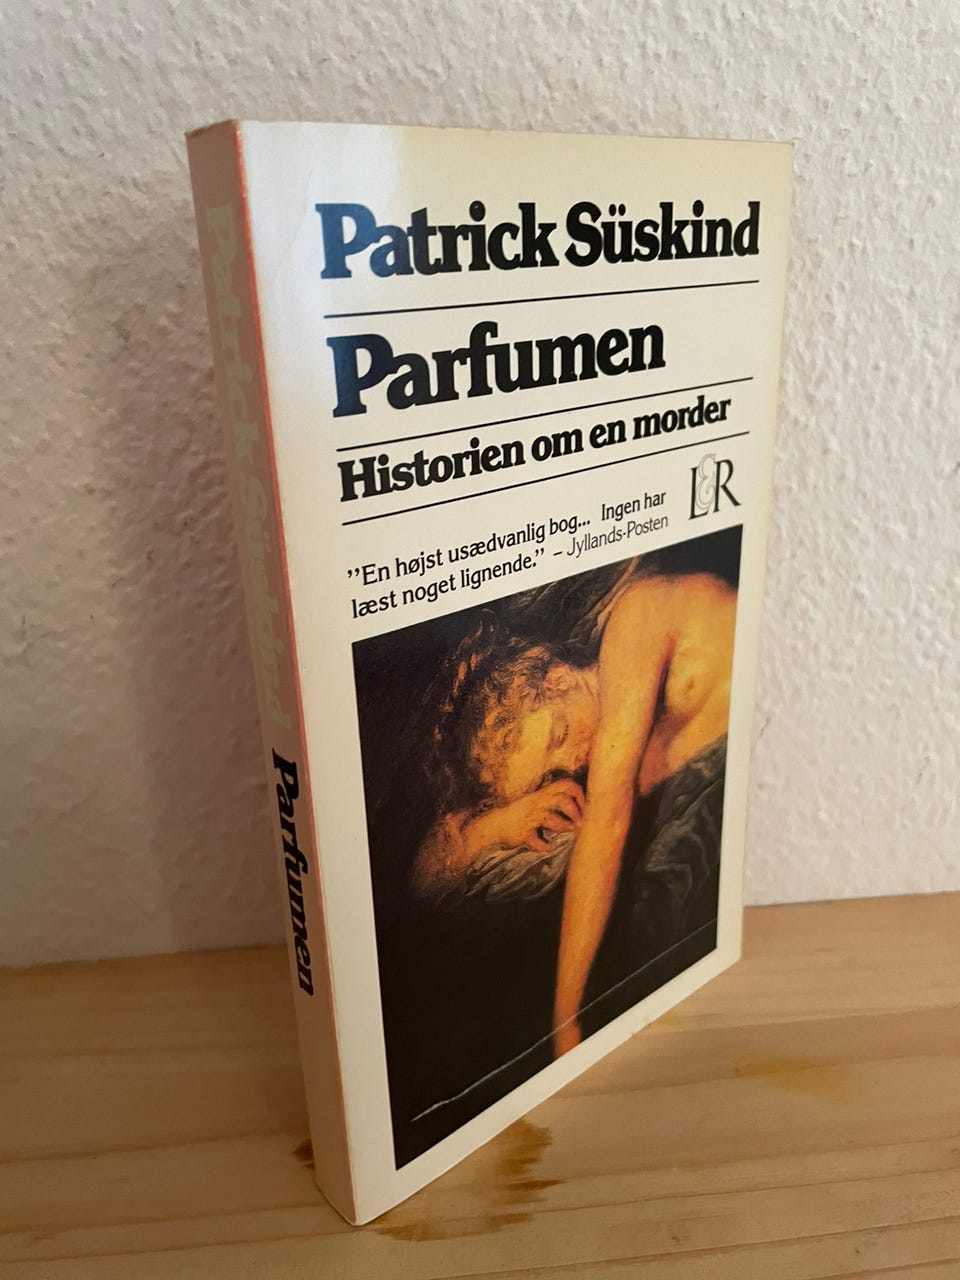 Patrick Süskind
Parfumen
Historien om en morder
L&R
”En højst usædvanlig bog... Ingen har
læst noget lignende.” – Jyllands-Posten
Patrick Süskind
Parfumen